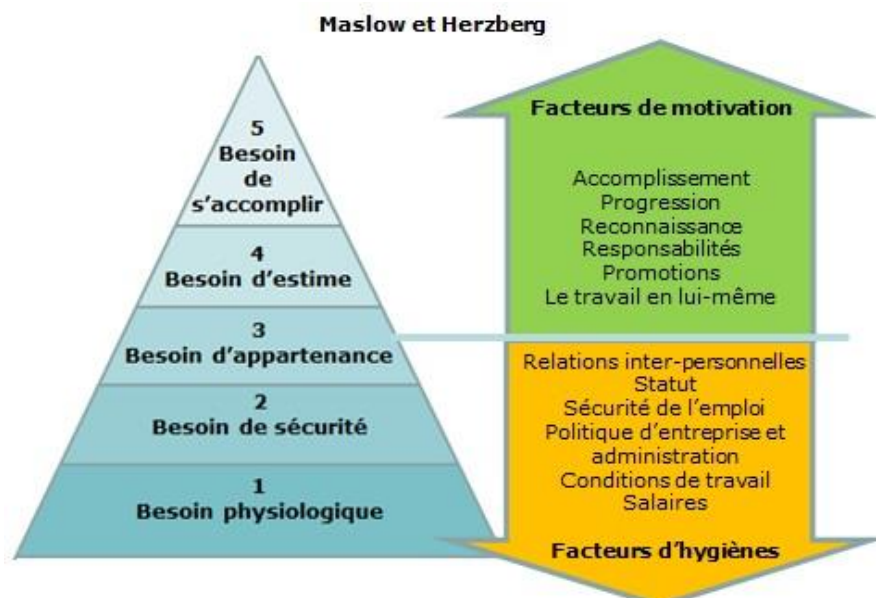 Maslow et Herzberg
5
Besoin
de
s'accomplir
4
Besoin d'estime
3
Besoin d'appartenance
2
Besoin de sécurité
1
Besoin physiologique
Facteurs de motivation
Accomplissement
Progression
Reconnaissance
Responsabilités
Promotions
Le travail en lui-même
Relations inter-personnelles
Statut
Sécurité de l'emploi
Politique d'entreprise et
administration
Conditions de travail
Salaires
Facteurs d'hygiènes